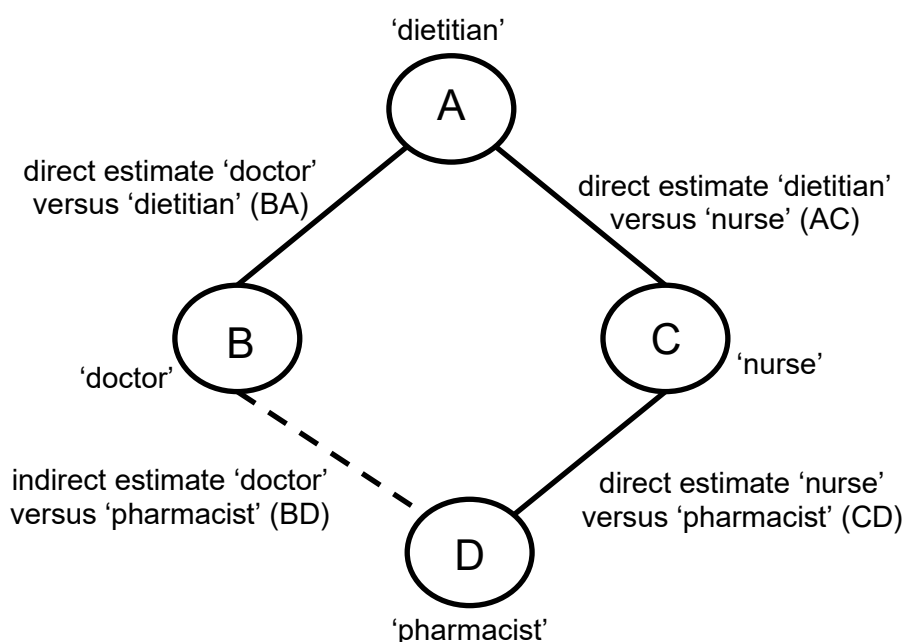 ‘dietitian’
A
direct estimate ‘doctor’
versus ‘dietitian’ (BA)
direct estimate ‘dietitian’
versus ‘nurse’ (AC)
B
C
‘doctor’
‘nurse’
indirect estimate ‘doctor’
versus ‘pharmacist’ (BD)
direct estimate ‘nurse’
versus ‘pharmacist’ (CD)
D
‘pharmacist’